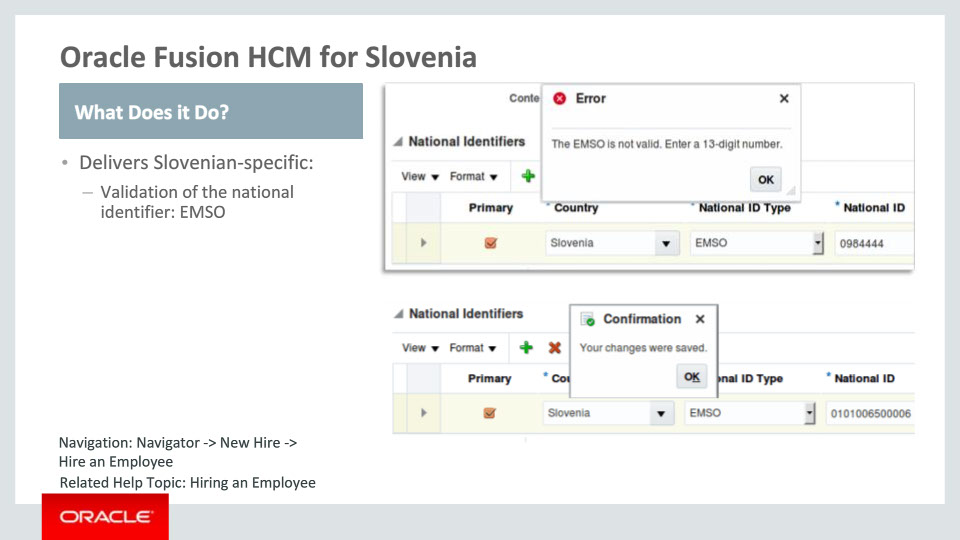 Oracle Fusion HCM for Slovenia
What Does it Do?
• Delivers Slovenian-specific:
– Validation of the national
identifier: EMSO
Navigation: Navigator -> New Hire ->
Hire an Employee
Related Help Topic: Hiring an Employee
Conte
Error
The EMSO is not valid. Enter a 13-digit number.
OK
National Identifiers
View Format
Primary * Country * National ID Type * National ID
Slovenia EMSO 0984444
National Identifiers
Confirmation
Your changes were saved.
OK
View Format
Primary * Cou nal ID Type * National ID
Slovenia EMSO 0101006500006
ORACLE